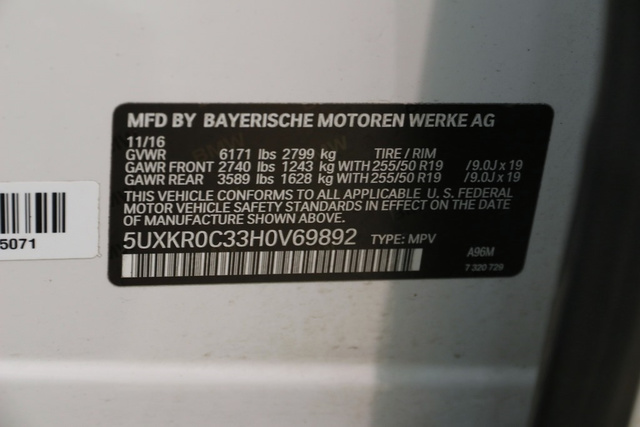 MFD BY BAYERISCHE MOTOREN WERKE AG
11/16
GVWR 6171 lbs 2799 kg TIRE / RIM
GAWR FRONT 2740 lbs 1243 kg WITH 255/50 R19 /9.0J x 19
GAWR REAR 3589 lbs 1628 kg WITH 255/50 R19 /9.0J x 19
THIS VEHICLE CONFORMS TO ALL APPLICABLE U.S. FEDERAL
MOTOR VEHICLE SAFETY STANDARDS IN EFFECT ON THE DATE
OF MANUFACTURE SHOWN ABOVE.
5UXKR0C33H0V69892 TYPE: MPV
A96M
7 320 729
5071